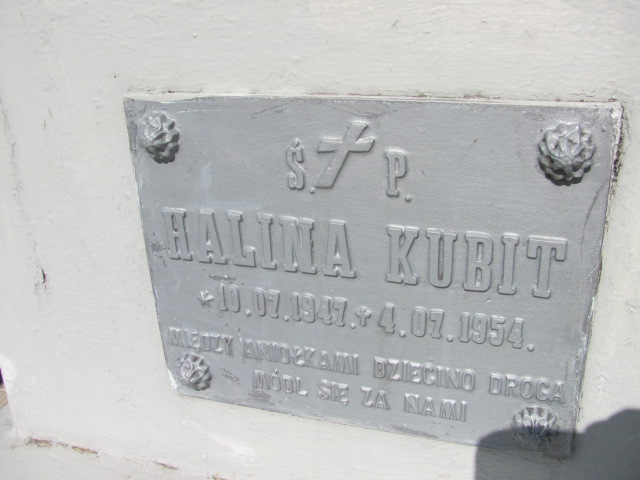 Ś. P.
HALINA KUBIT
*10.07.1947.✝4.07.1954.
MIĘDZY ANIOŁKAMI DZIECINO DROGA
MÓDL SIĘ ZA NAMI